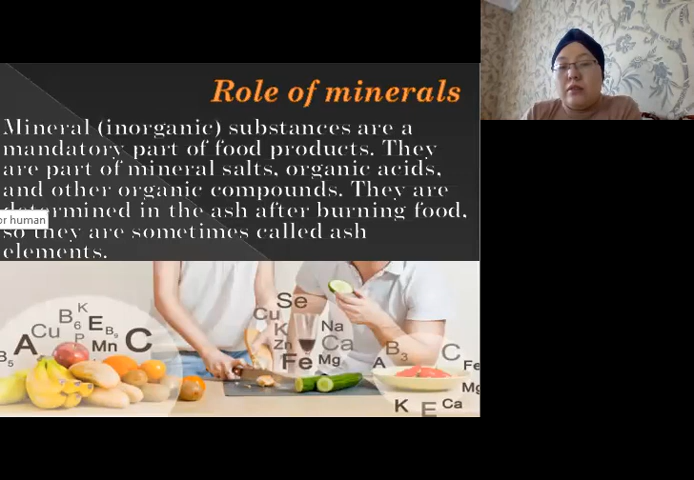 Role of minerals
Mineral (inorganic) substances are a
mandatory part of food products. They
are part of mineral salts, organic acids,
and other organic compounds. They are
determined in the ash after burning food,
or human
so they are sometimes called ash
elements.
Se
K
Cu
B6
E
B9
Cu
K
Na
A
P
Mn
C
Zn
Ca
B3
C
B5
Fe
Mg
A
Fe
Mg
K
E
Ca